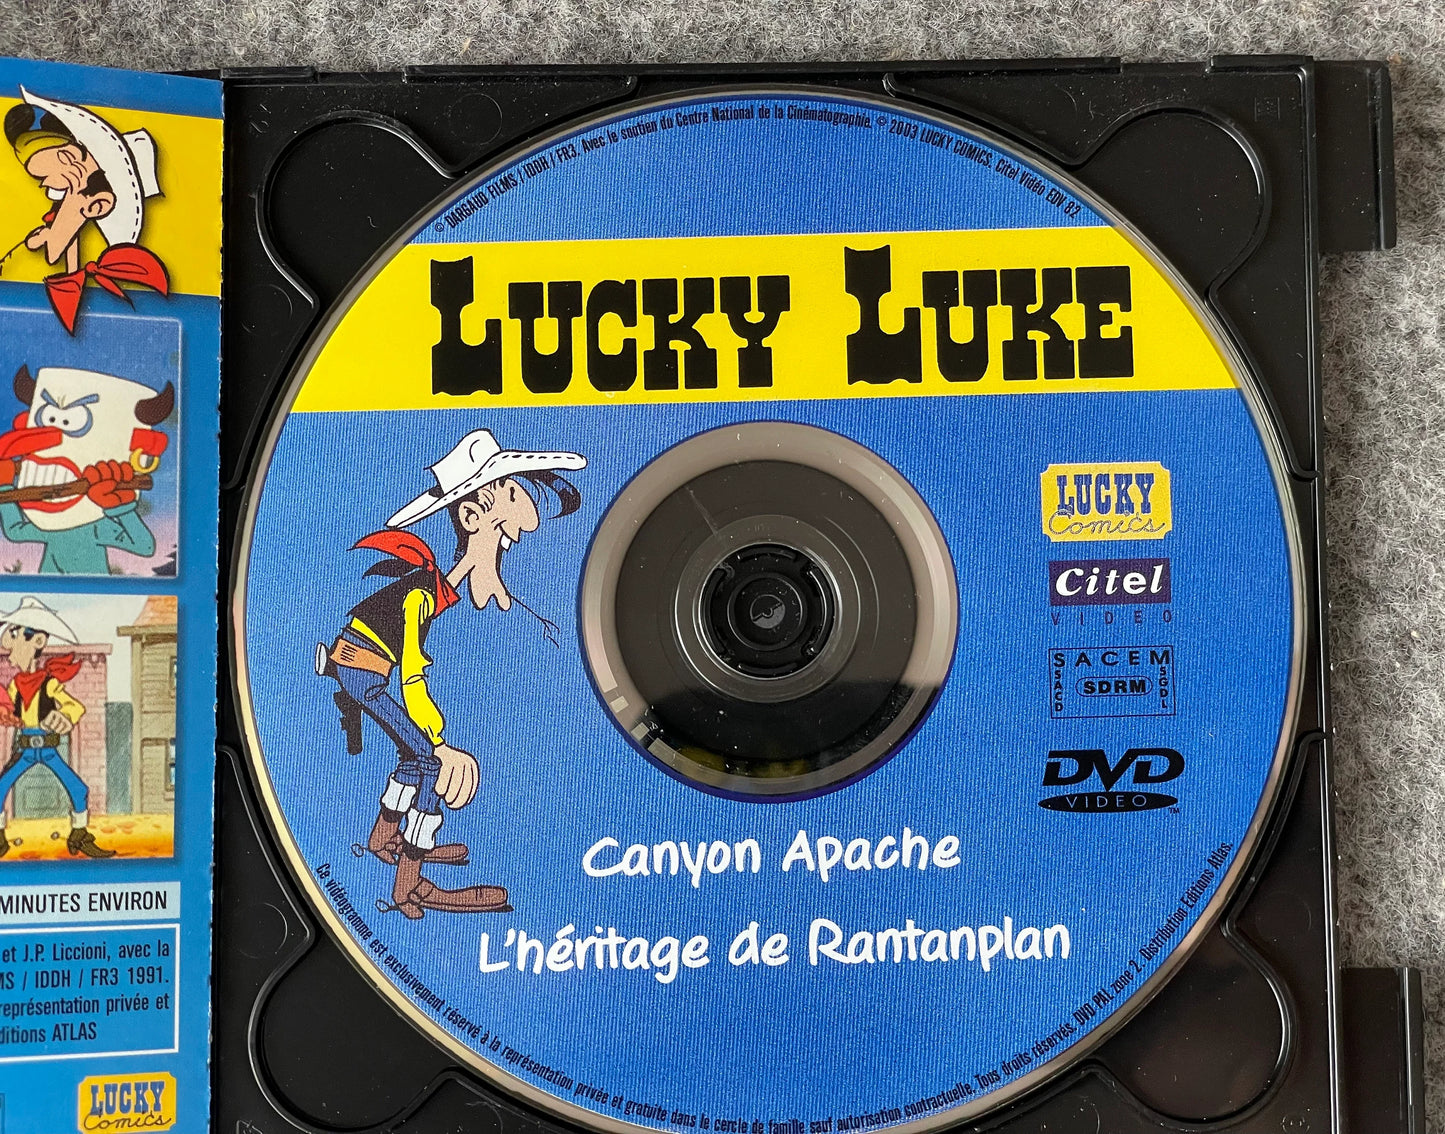 © DARGAUD FILMS / IDDH / FR3. Avec le soutien du Centre National de la Cinématographie. © 2003 LUCKY COMICS. Citel Vidéo EDV 82.
LUCKY LUKE
LUCKY
Comics
Citel
VIDEO
SACEM
SACD
SDRM
SGDL
DVD
VIDEO
TM
Canyon Apache
L'héritage de Rantanplan
Ce vidéogramme est exclusivement réservé à la représentation privée et gratuite dans le cercle de famille sauf autorisation contractuelle. Tous droits réservés. DVD PAL zone 2. Distribution Editions Atlas.
MINUTES ENVIRON
et J.P. Liccioni, avec la
MS / IDDH / FR3 1991.
représentation privée et
ditions ATLAS
LUCKY
Comics